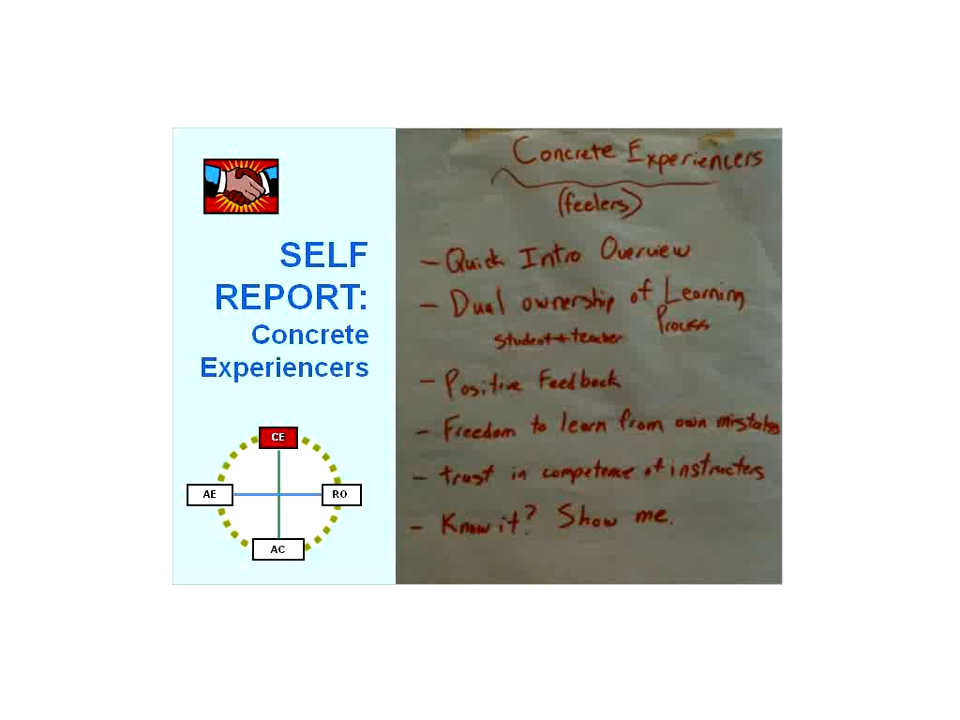 SELF
REPORT:
Concrete
Experiencers
CE
AE
RO
AC
Concrete Experiencers
(feelers)
- Quick Intro Overview
- Dual ownership of Learning
Process
student + teacher
- Positive Feedback
- Freedom to learn from own mistakes
- trust in competence of instructers
- Know it? Show me.